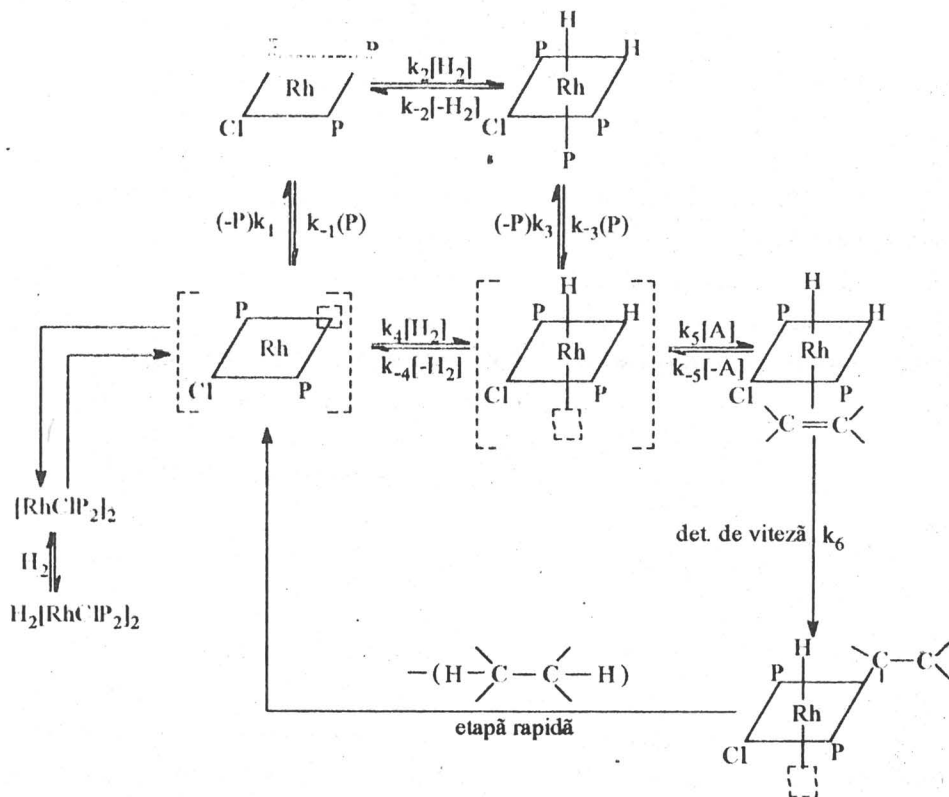 H
P P H
Rh k₂[H₂] Rh
k₋₂[-H₂]
Cl P Cl P
P
(-P)k₁ k₋₁(P) (-P)k₃ k₋₃(P)
H H
P P H P H
Rh k₄[H₂] Rh k₅[A] Rh
k₋₄[-H₂] k₋₅[-A]
Cl P Cl P Cl P
C=C
[RhClP₂]₂
det. de viteză k₆
H₂
H₂[RhClP₂]₂
H
-(H-C-C-H) P C-C
Rh
etapă rapidă
Cl P